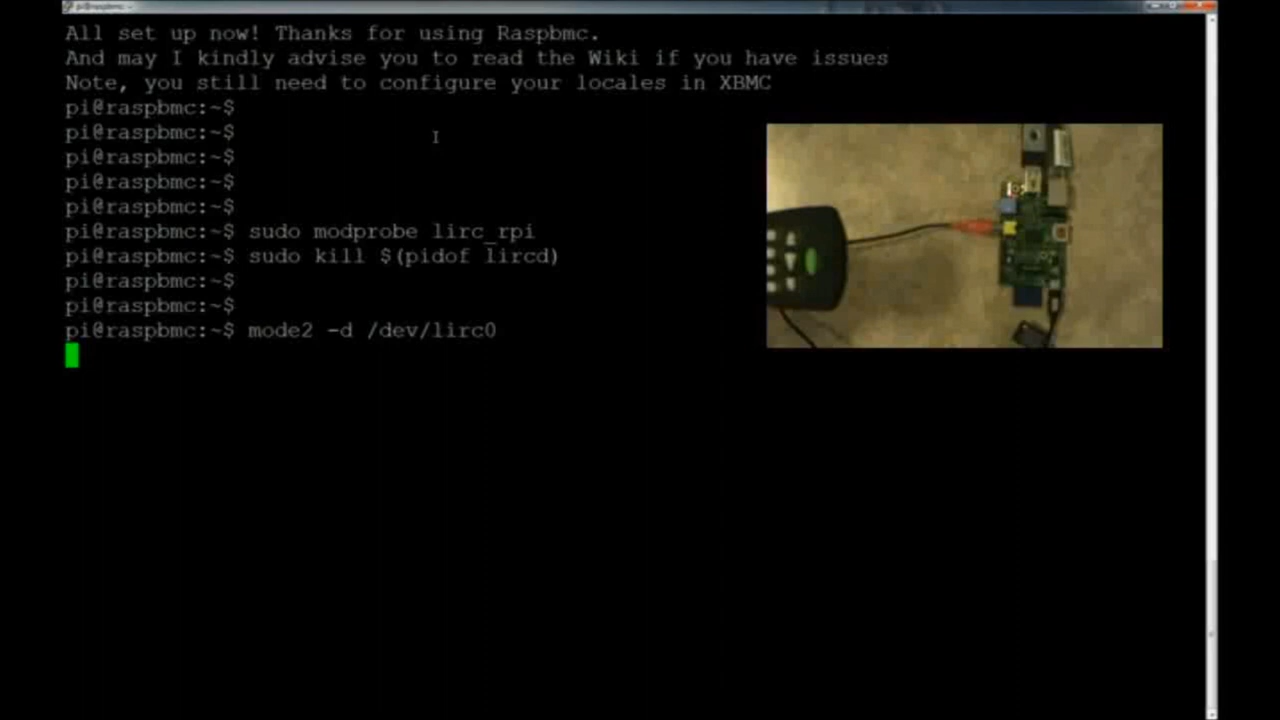 pi@raspbmc: ~
All set up now! Thanks for using Raspbmc.
And may I kindly advise you to read the Wiki if you have issues
Note, you still need to configure your locales in XBMC
pi@raspbmc:~$
pi@raspbmc:~$
pi@raspbmc:~$
pi@raspbmc:~$
pi@raspbmc:~$
pi@raspbmc:~$ sudo modprobe lirc_rpi
pi@raspbmc:~$ sudo kill $(pidof lircd)
pi@raspbmc:~$
pi@raspbmc:~$
pi@raspbmc:~$ mode2 -d /dev/lirc0